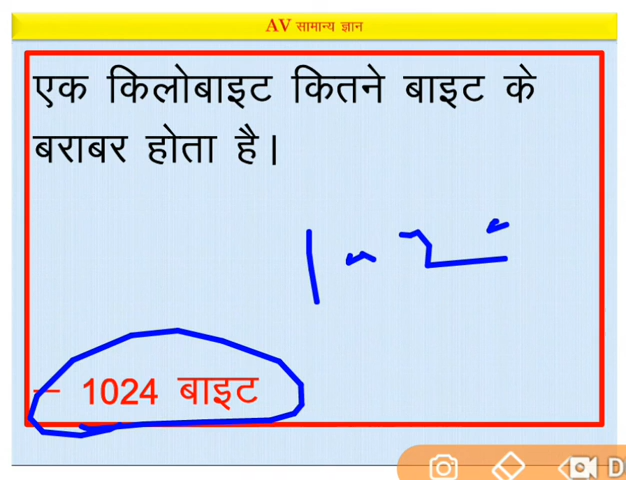 AV सामान्य ज्ञान
एक किलोबाइट कितने बाइट के
बराबर होता है।
– 1024 बाइट
D